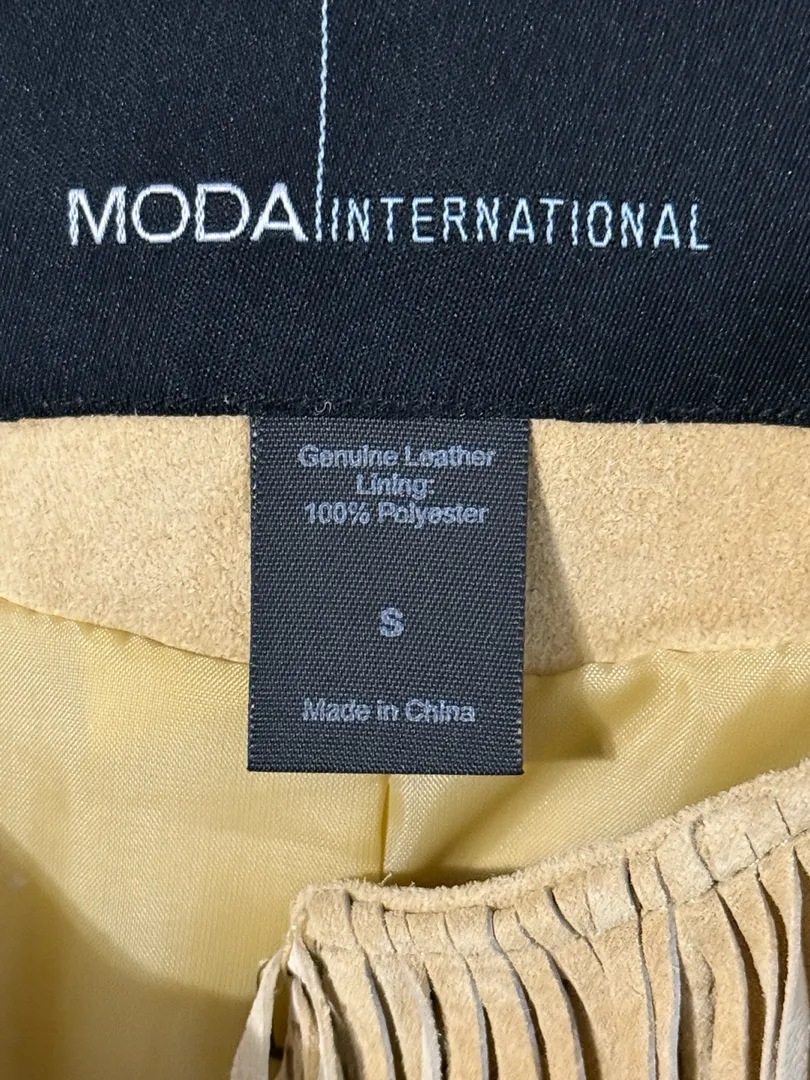 MODA INTERNATIONAL
Genuine Leather
Lining:
100% Polyester
S
Made in China